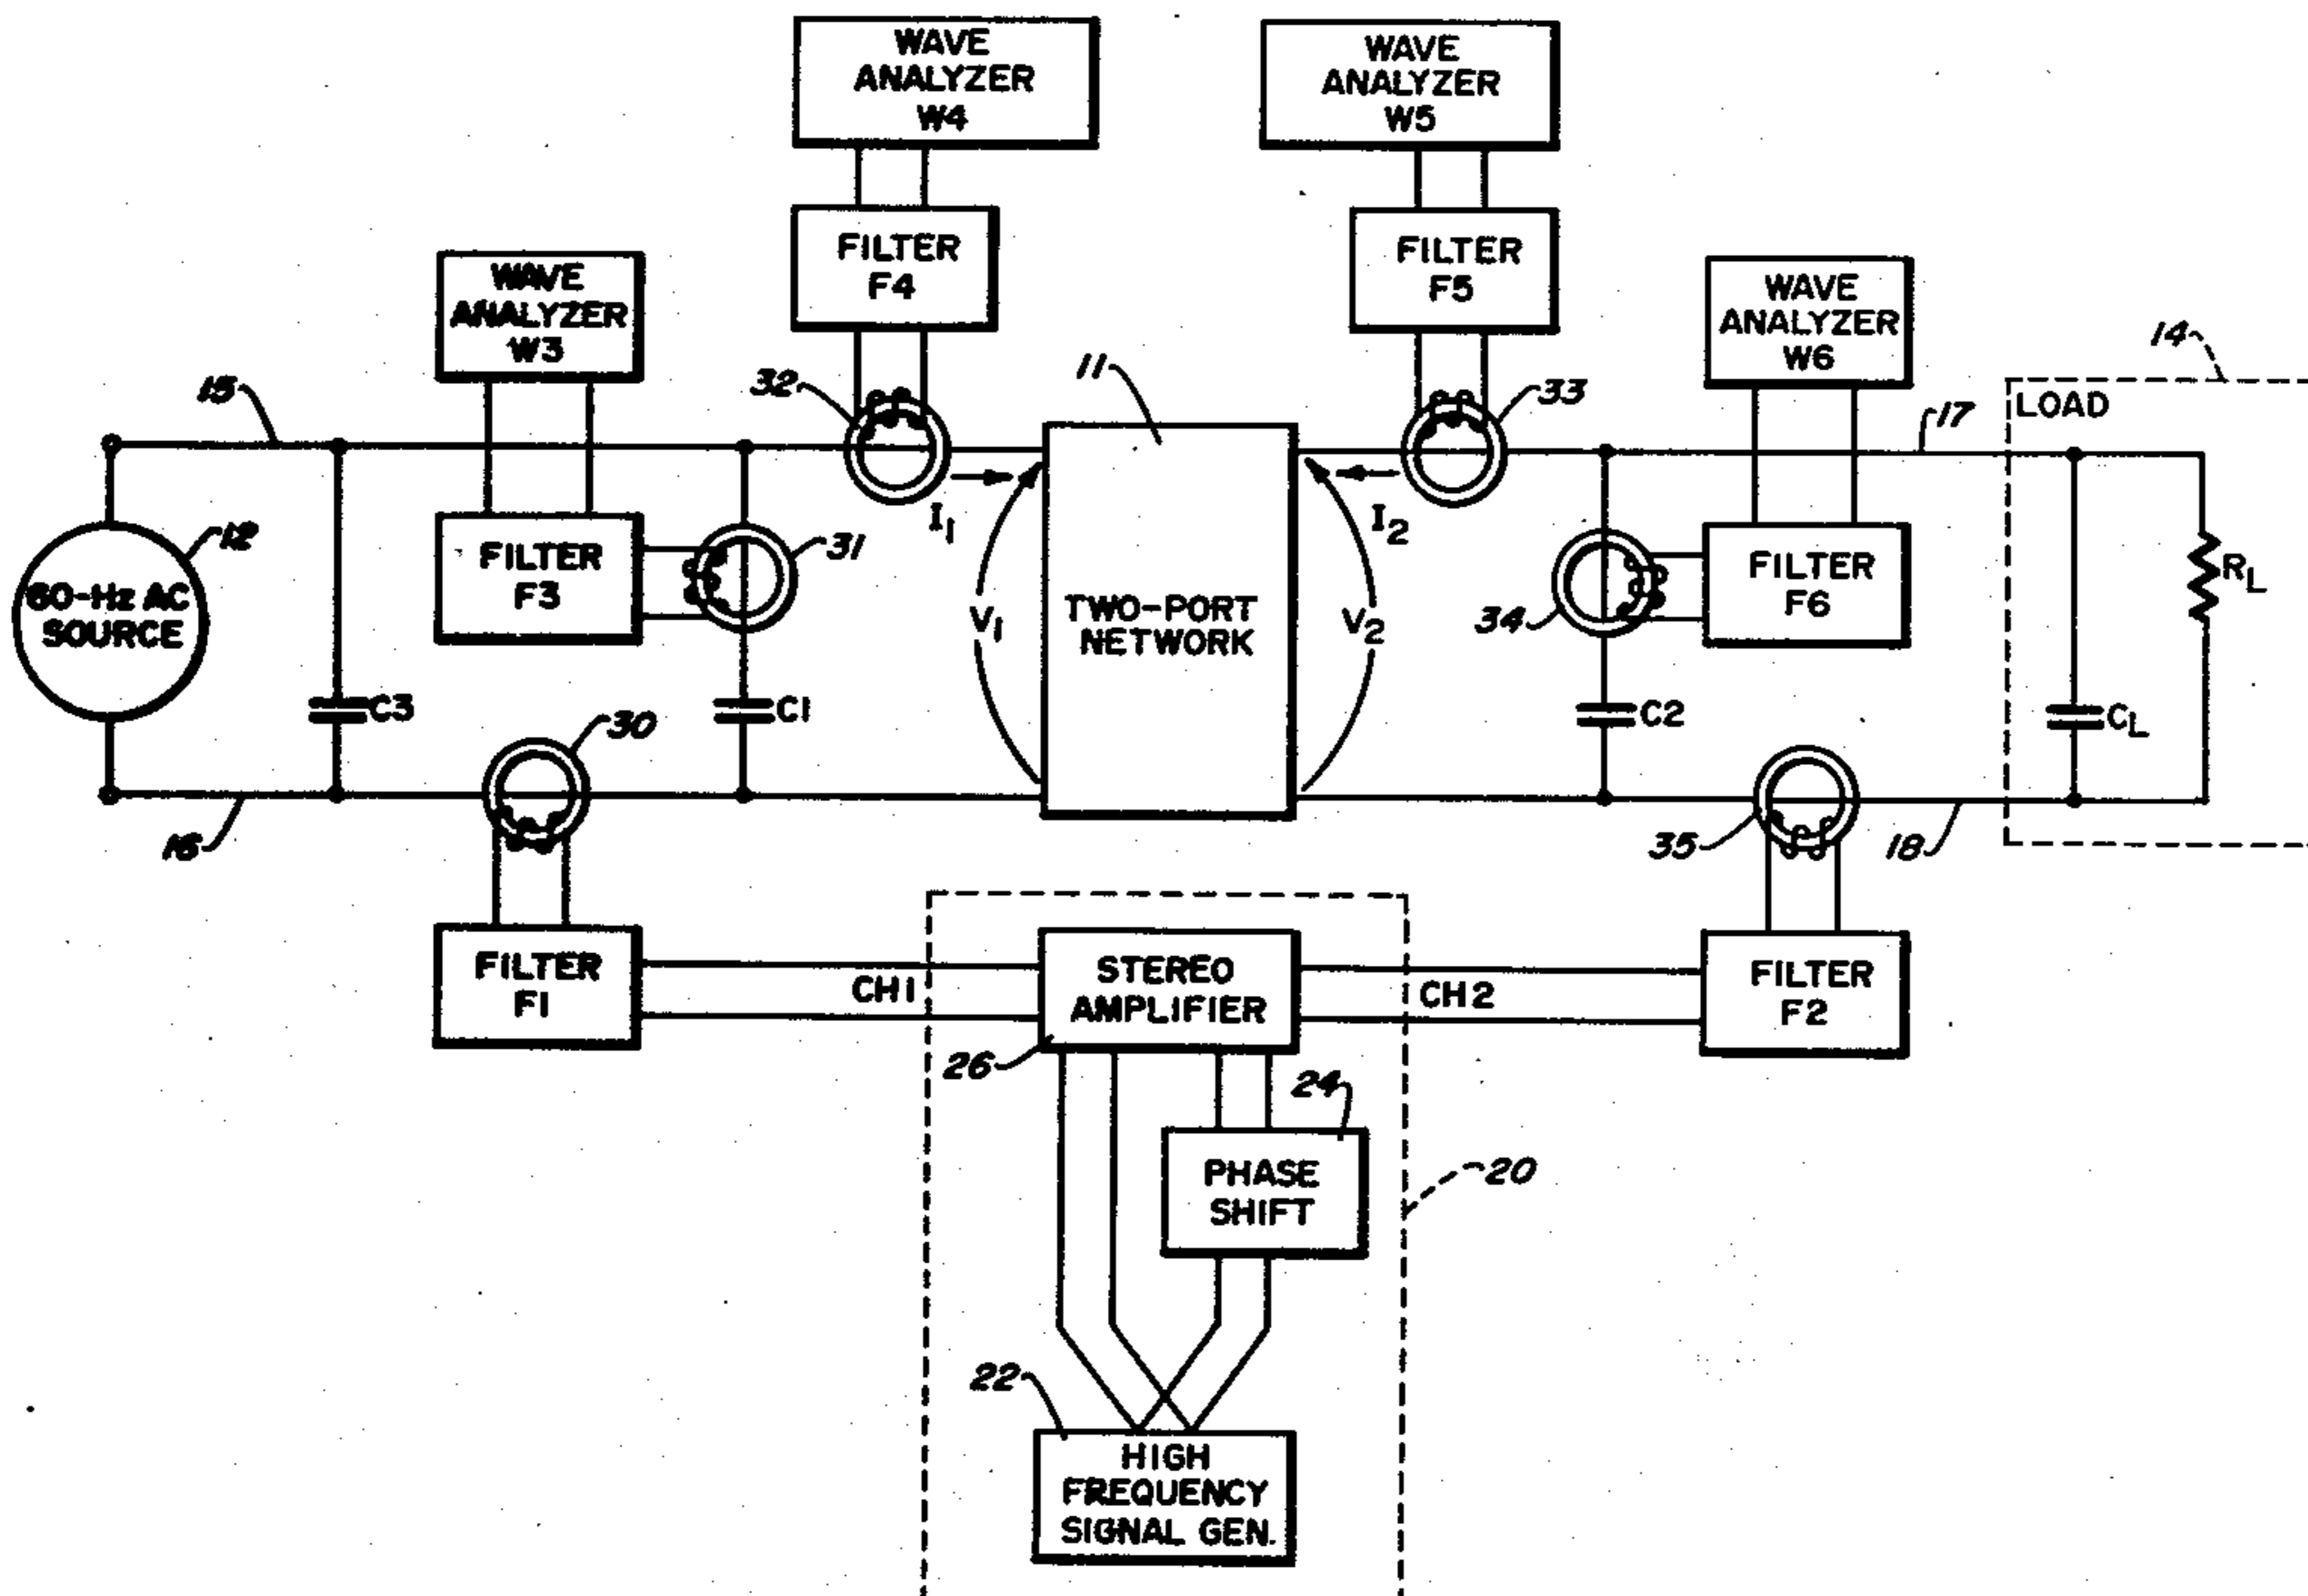 WAVE
ANALYZER
W4
WAVE
ANALYZER
W5
FILTER
F4
FILTER
F5
WAVE
ANALYZER
W3
WAVE
ANALYZER
W6
14
LOAD
15
32
11
33
17
12
60-Hz AC
SOURCE
FILTER
F3
31
I1
V1
TWO-PORT
NETWORK
V2
I2
34
FILTER
F6
RL
C3
C1
C2
CL
30
16
35
18
FILTER
F1
CH1
STEREO
AMPLIFIER
CH2
FILTER
F2
26
24
PHASE
SHIFT
20
22
HIGH
FREQUENCY
SIGNAL GEN.